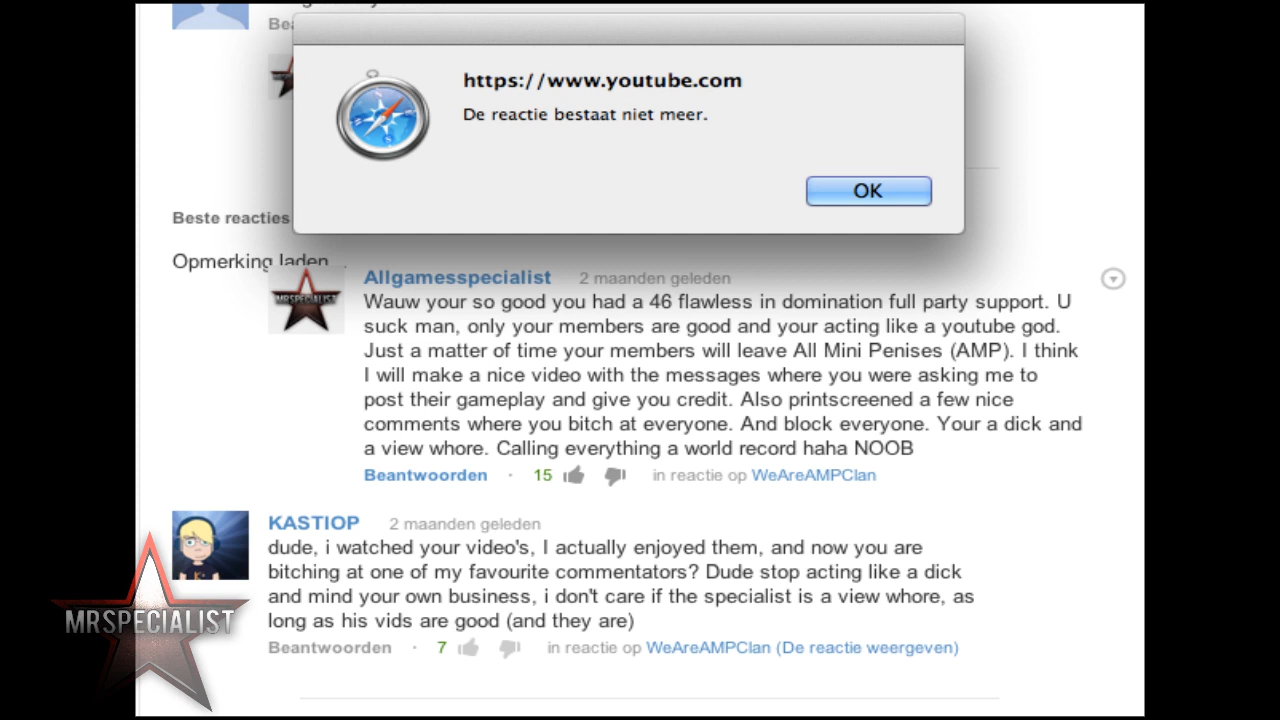 Bea
https://www.youtube.com
De reactie bestaat niet meer.
OK
Beste reacties
Opmerking laden
MRSPECIALIST
Allgamesspecialist 2 maanden geleden
Wauw your so good you had a 46 flawless in domination full party support. U
suck man, only your members are good and your acting like a youtube god.
Just a matter of time your members will leave All Mini Penises (AMP). I think
I will make a nice video with the messages where you were asking me to
post their gameplay and give you credit. Also printscreened a few nice
comments where you bitch at everyone. And block everyone. Your a dick and
a view whore. Calling everything a world record haha NOOB
Beantwoorden · 15 in reactie op WeAreAMPClan
KASTIOP 2 maanden geleden
dude, i watched your video's, I actually enjoyed them, and now you are
bitching at one of my favourite commentators? Dude stop acting like a dick
and mind your own business, i don't care if the specialist is a view whore, as
long as his vids are good (and they are)
Beantwoorden · 7 in reactie op WeAreAMPClan (De reactie weergeven)
MRSPECIALIST